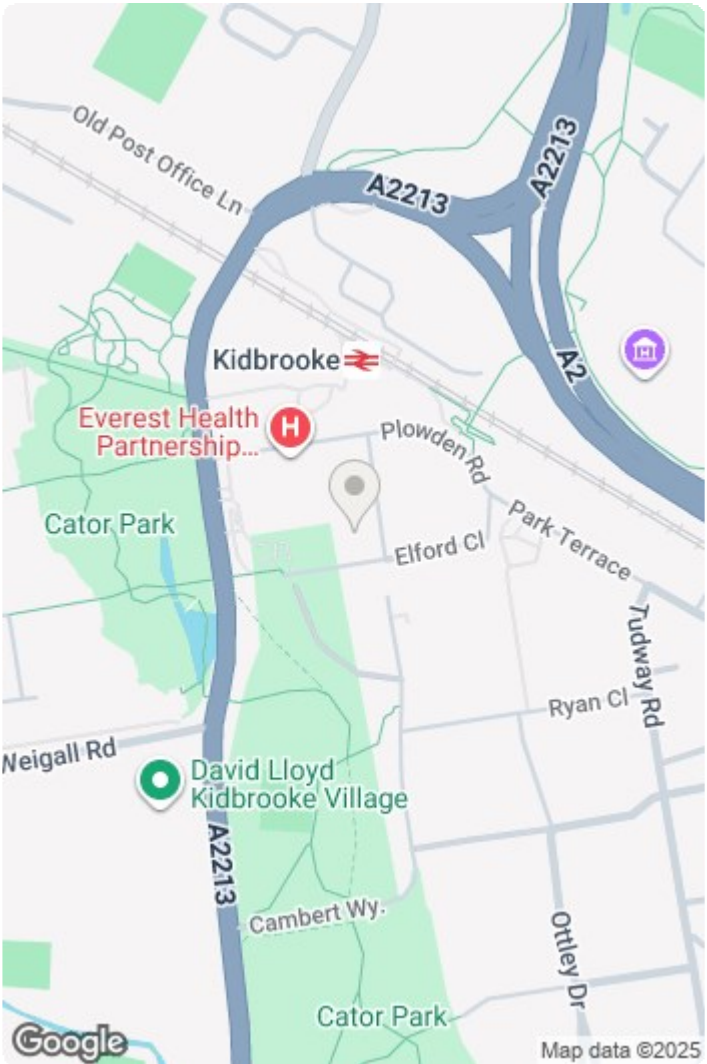 Old Post Office Ln
A2213
A2213
Kidbrooke
A2
Everest Health
Partnership...
H
Plowden Rd
Cator Park
Park Terrace
Elford Cl
Tudway Rd
Ryan Cl
Weigall Rd
David Lloyd
Kidbrooke Village
A2213
Cambert Wy.
Ottley Dr
Cator Park
Google
Map data ©2025